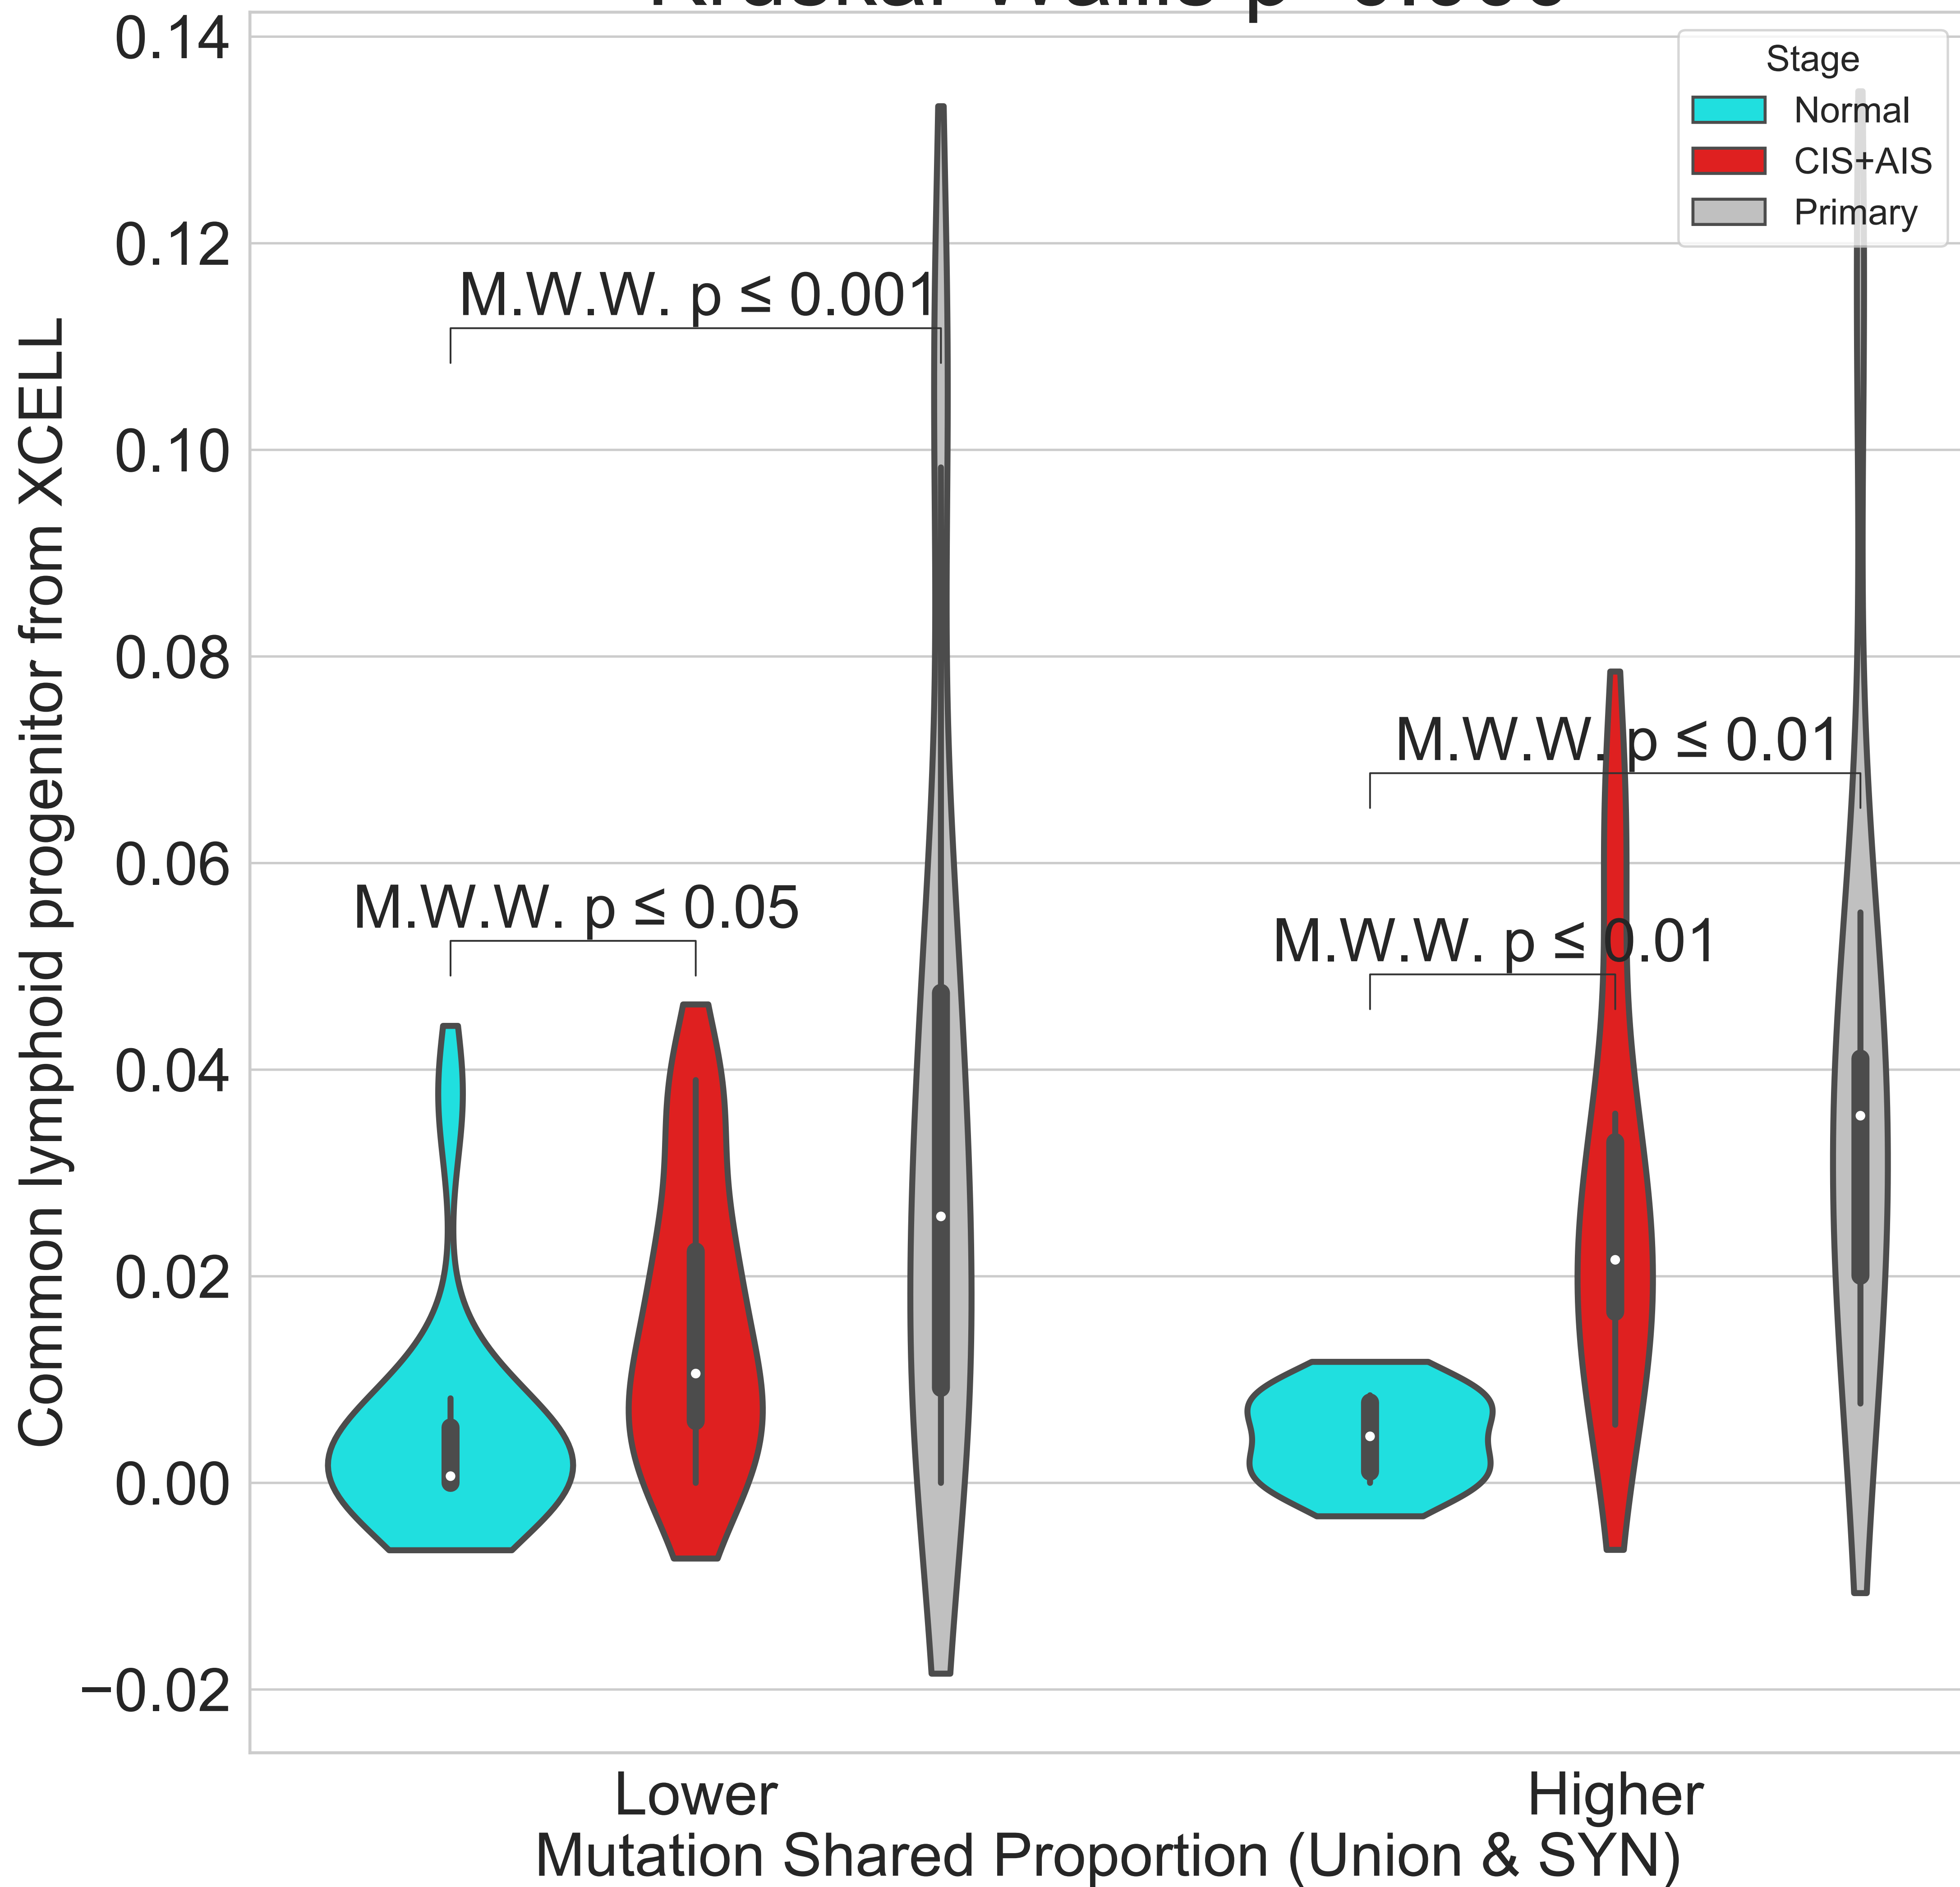 0.14
0.12
0.10
0.08
0.06
0.04
0.02
0.00
−0.02
Common lymphoid progenitor from XCELL
Stage
Normal
CIS+AIS
Primary
M.W.W. p ≤ 0.001
M.W.W. p ≤ 0.05
M.W.W. p ≤ 0.01
M.W.W. p ≤ 0.01
Lower
Higher
Mutation Shared Proportion (Union & SYN)